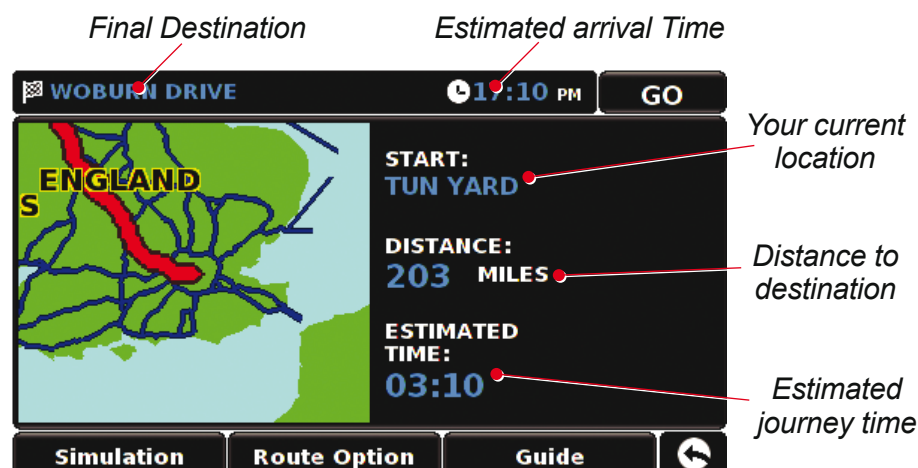 Final Destination
Estimated arrival Time
WOBURN DRIVE
17:10 PM
GO
Your current
location
ENGLAND
S
START:
TUN YARD
DISTANCE:
203 MILES
Distance to
destination
ESTIMATED
TIME:
03:10
Estimated
journey time
Simulation
Route Option
Guide